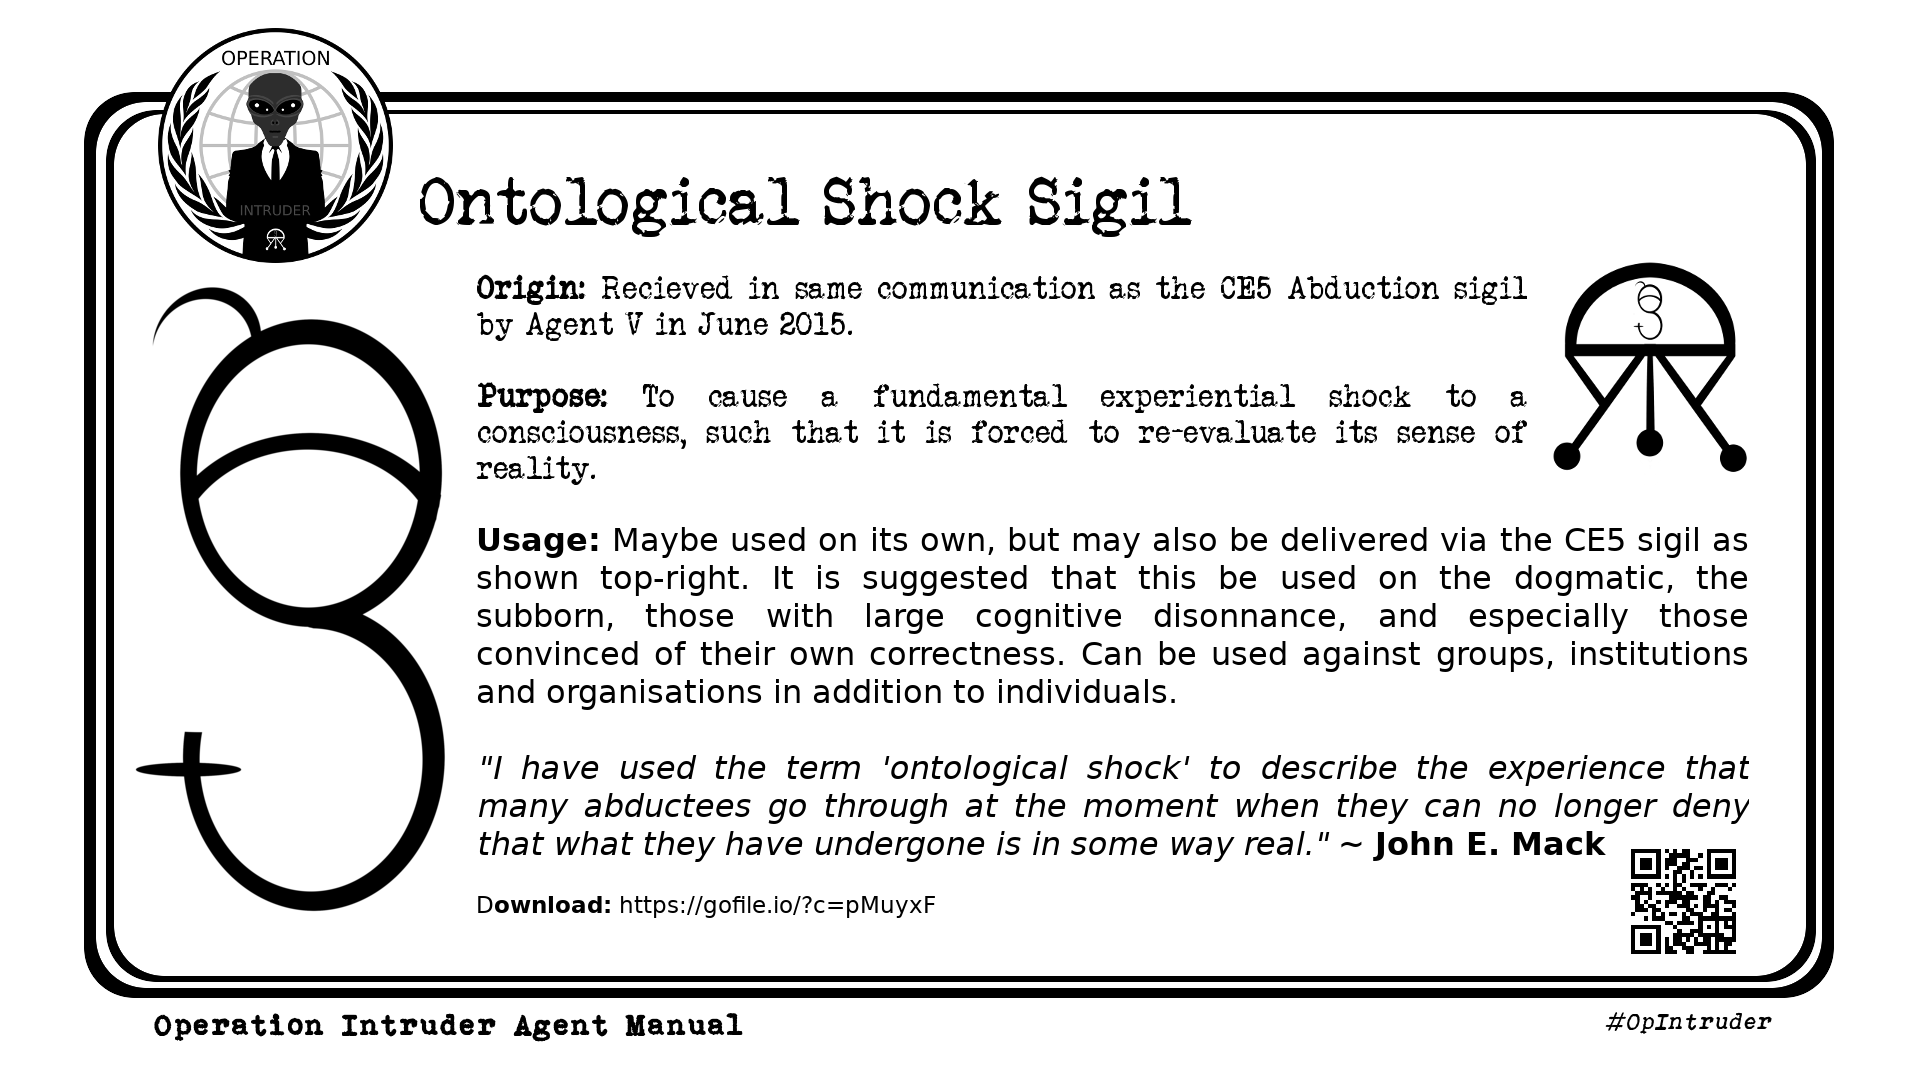 OPERATION
INTRUDER
Ontological Shock Sigil
Origin: Recieved in same communication as the CE5 Abduction sigil
by Agent V in June 2015.
Purpose: To cause a fundamental experiential shock to a
consciousness, such that it is forced to re-evaluate its sense of
reality.
Usage: Maybe used on its own, but may also be delivered via the CE5 sigil as
shown top-right. It is suggested that this be used on the dogmatic, the
subborn, those with large cognitive disonnance, and especially those
convinced of their own correctness. Can be used against groups, institutions
and organisations in addition to individuals.
"I have used the term 'ontological shock' to describe the experience that
many abductees go through at the moment when they can no longer deny
that what they have undergone is in some way real." ~ John E. Mack
Download: https://gofile.io/?c=pMuyxF
Operation Intruder Agent Manual
#OpIntruder